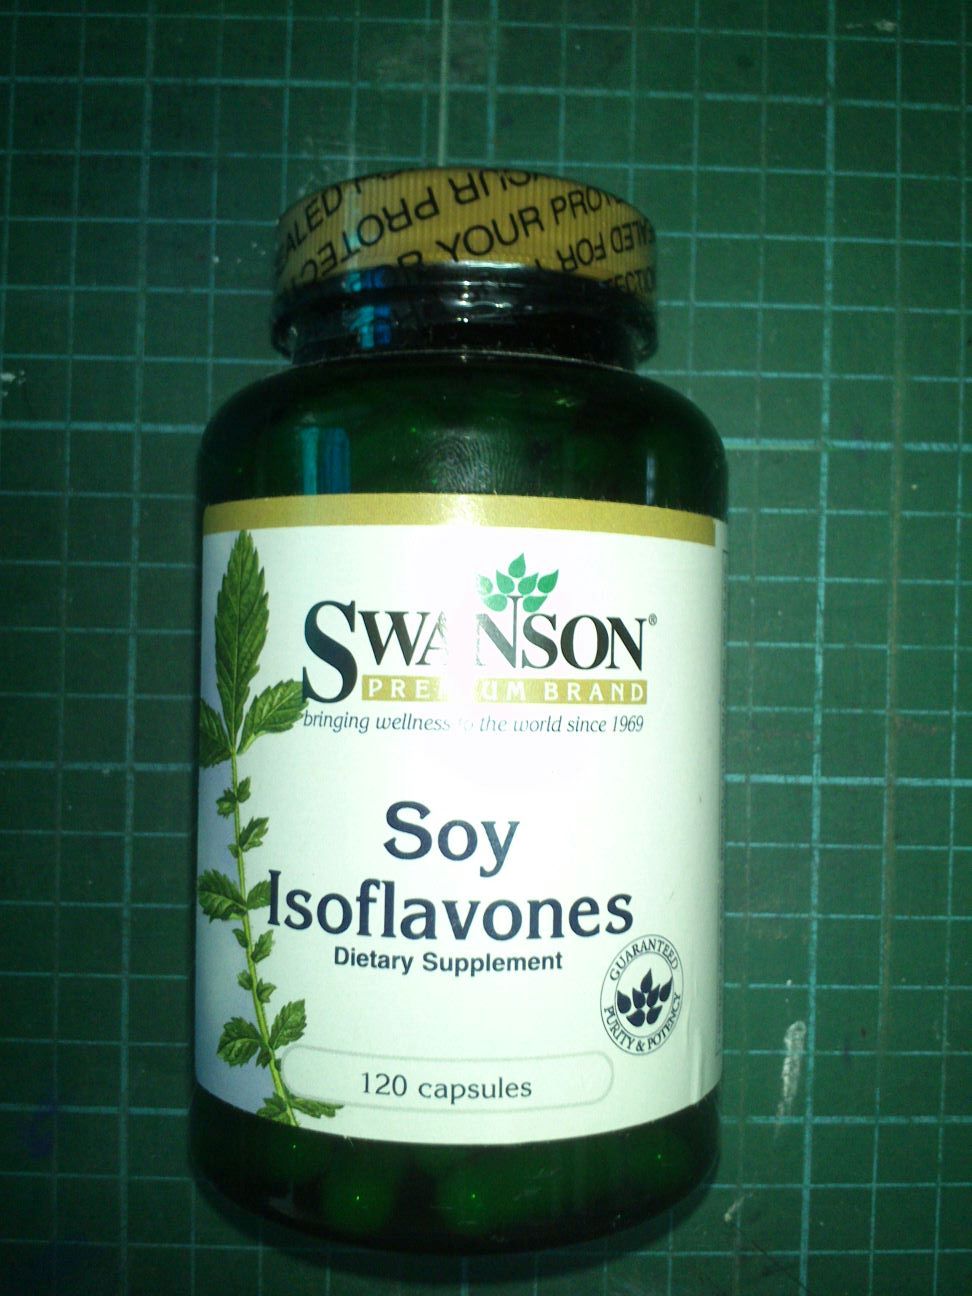 SEALED FOR YOUR PROTECTION
SWANSON®
PREMIUM BRAND
bringing wellness to the world since 1969
Soy
Isoflavones
Dietary Supplement
GUARANTEED
PURITY & POTENCY
120 capsules